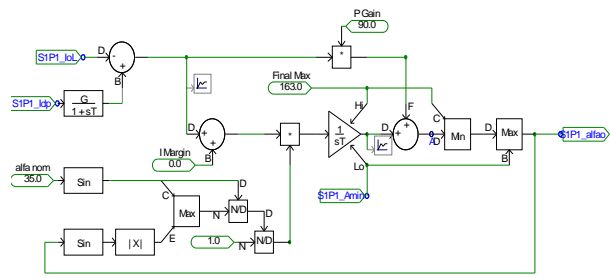 P Gain
90.0
*
S1P1_IoL
D
-
+
B
S1P1_Idp
G
1 + sT
Final Max
163.0
Hi
F
D
+
+
B
I Margin
0.0
*
1
sT
D
+
+
Lo
A
D
C
Min
D
Max
B
S1P1_alfao
S1P1_Amin
alfa nom
35.0
Sin
C
Max
E
N
D
N/D
D
N/D
1.0
N
Sin
|X|